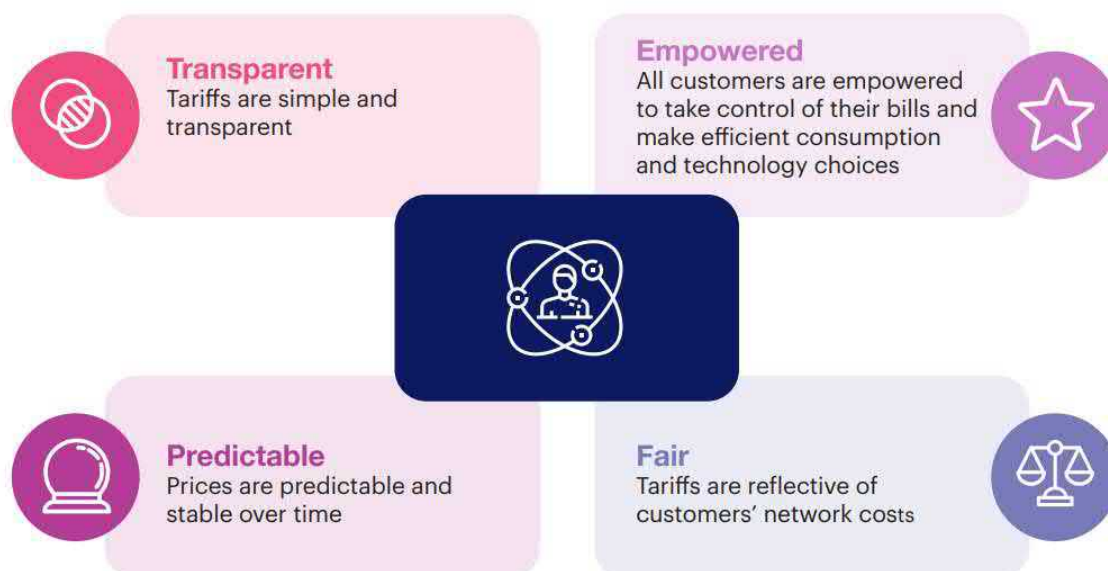 Transparent
Tariffs are simple and
transparent
Empowered
All customers are empowered
to take control of their bills and
make efficient consumption
and technology choices
Predictable
Prices are predictable and
stable over time
Fair
Tariffs are reflective of
customers’ network costs